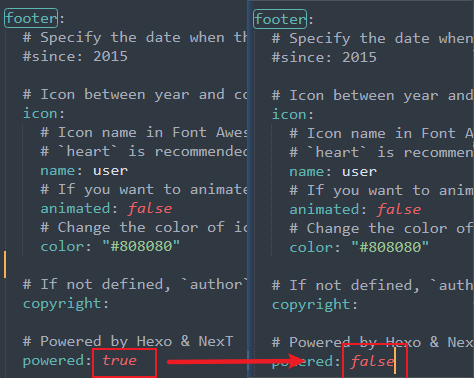 footer:
# Specify the date when th
#since: 2015
# Icon between year and co
icon:
# Icon name in Font Awes
# `heart` is recommended
name: user
# If you want to animate
animated: false
# Change the color of ic
color: "#808080"
# If not defined, `author`
copyright:
# Powered by Hexo & NexT
powered: true
footer:
# Specify the date when
#since: 2015
# Icon between year and
icon:
# Icon name in Font A
# `heart` is recommen
name: user
# If you want to anim
animated: false
# Change the color of
color: "#808080"
# If not defined, `auth
copyright:
# Powered by Hexo & Nex
powered: false